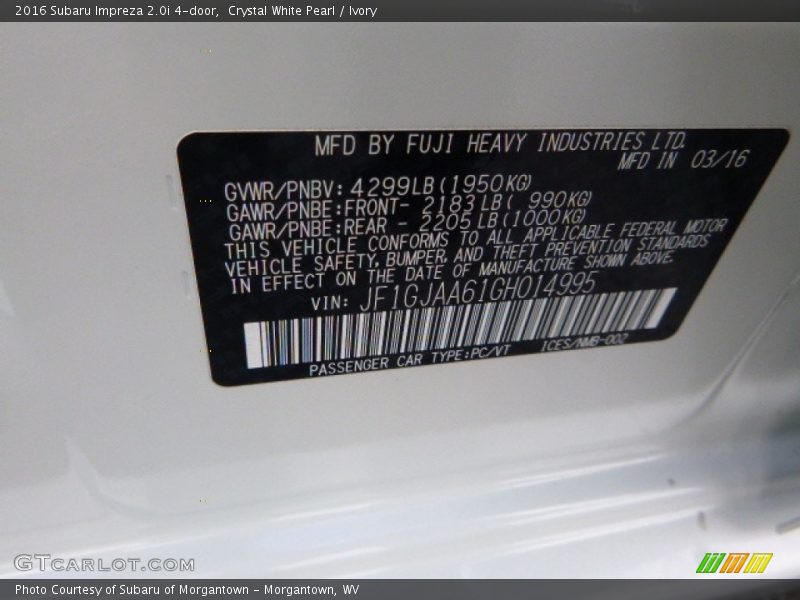 2016 Subaru Impreza 2.0i 4-door, Crystal White Pearl / Ivory
MFD BY FUJI HEAVY INDUSTRIES LTD.
MFD IN 03/16
GVWR/PNBV: 4299LB(1950KG)
GAWR/PNBE:FRONT- 2183LB( 990KG)
GAWR/PNBE:REAR - 2205LB(1000KG)
THIS VEHICLE CONFORMS TO ALL APPLICABLE FEDERAL MOTOR
VEHICLE SAFETY, BUMPER, AND THEFT PREVENTION STANDARDS
IN EFFECT ON THE DATE OF MANUFACTURE SHOWN ABOVE.
VIN: JF1GJAA61GH014995
PASSENGER CAR TYPE:PC/VT ICES/NMB-002
GTCARLOT.COM
Photo Courtesy of Subaru of Morgantown - Morgantown, WV